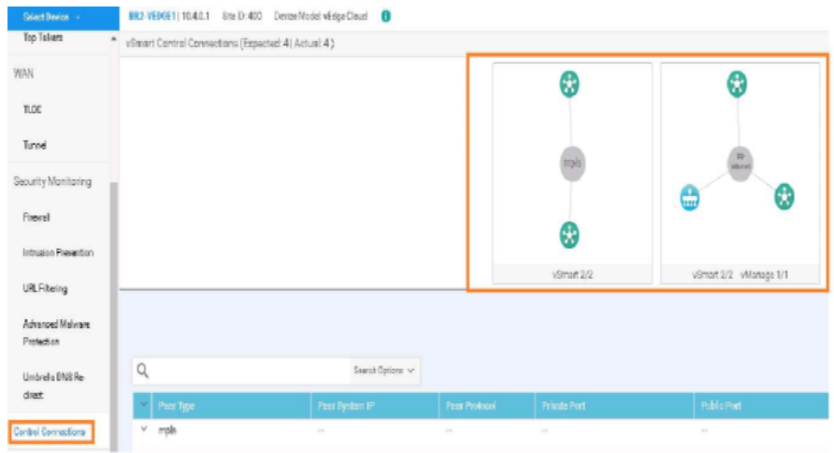 Select Device
BR2-VEDGE1 | 10.4.0.1 Site ID: 400 Device Model: vEdge Cloud
Top Talkers
vSmart Control Connections (Expected: 4 | Actual: 4)
WAN
TLOC
Tunnel
Security Monitoring
Firewall
Intrusion Prevention
URL Filtering
Advanced Malware
Protection
Umbrella DNS Re-
direct
Control Connections
mpls
vSmart 2/2
biz-
internet
vSmart 2/2 vManage 1/1
Search Options
Peer Type Peer System IP Peer Protocol Private Port Public Port
mpls -- -- -- --